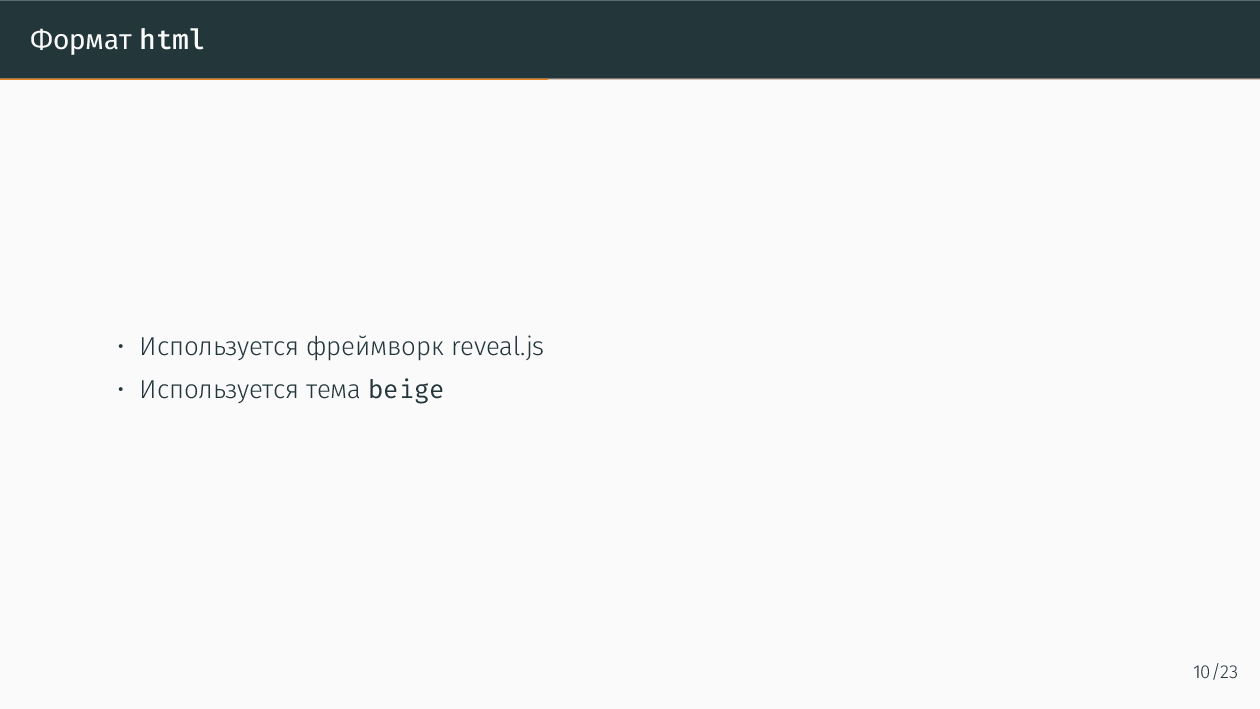 Формат html
• Используется фреймворк reveal.js
• Используется тема beige
10/23